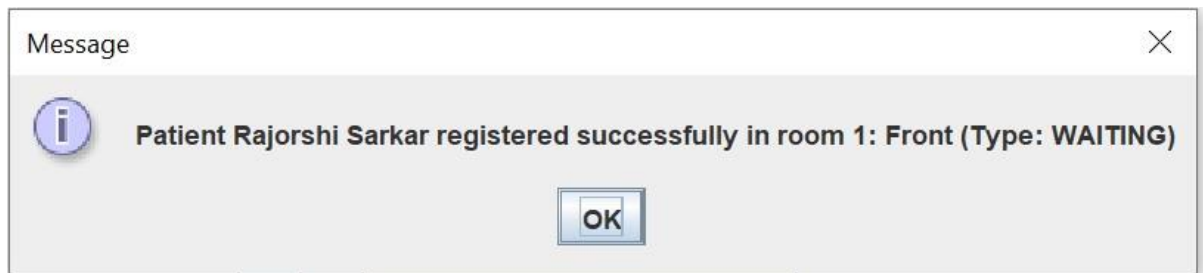 Message
Patient Rajorshi Sarkar registered successfully in room 1: Front (Type: WAITING)
OK